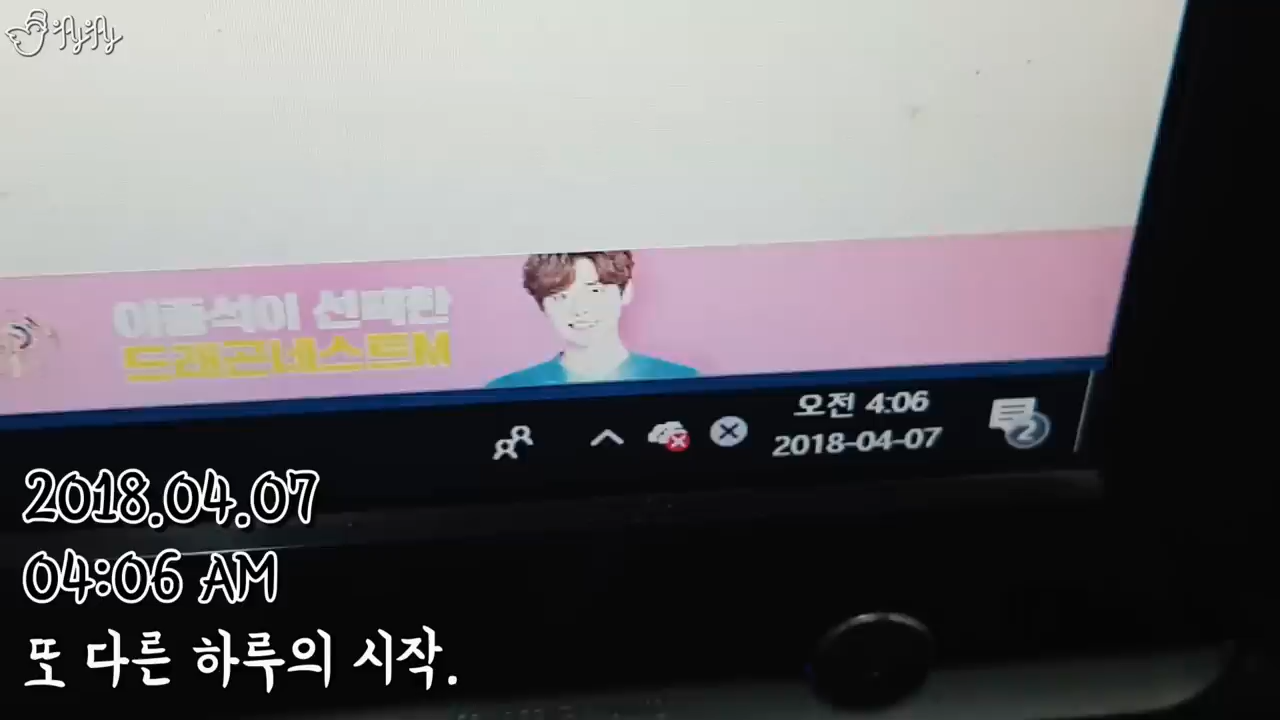 이종석이 선택한
드래곤네스트M
오전 4:06
2018-04-07
2
2018.04.07
04:06 AM
또 다른 하루의 시작.